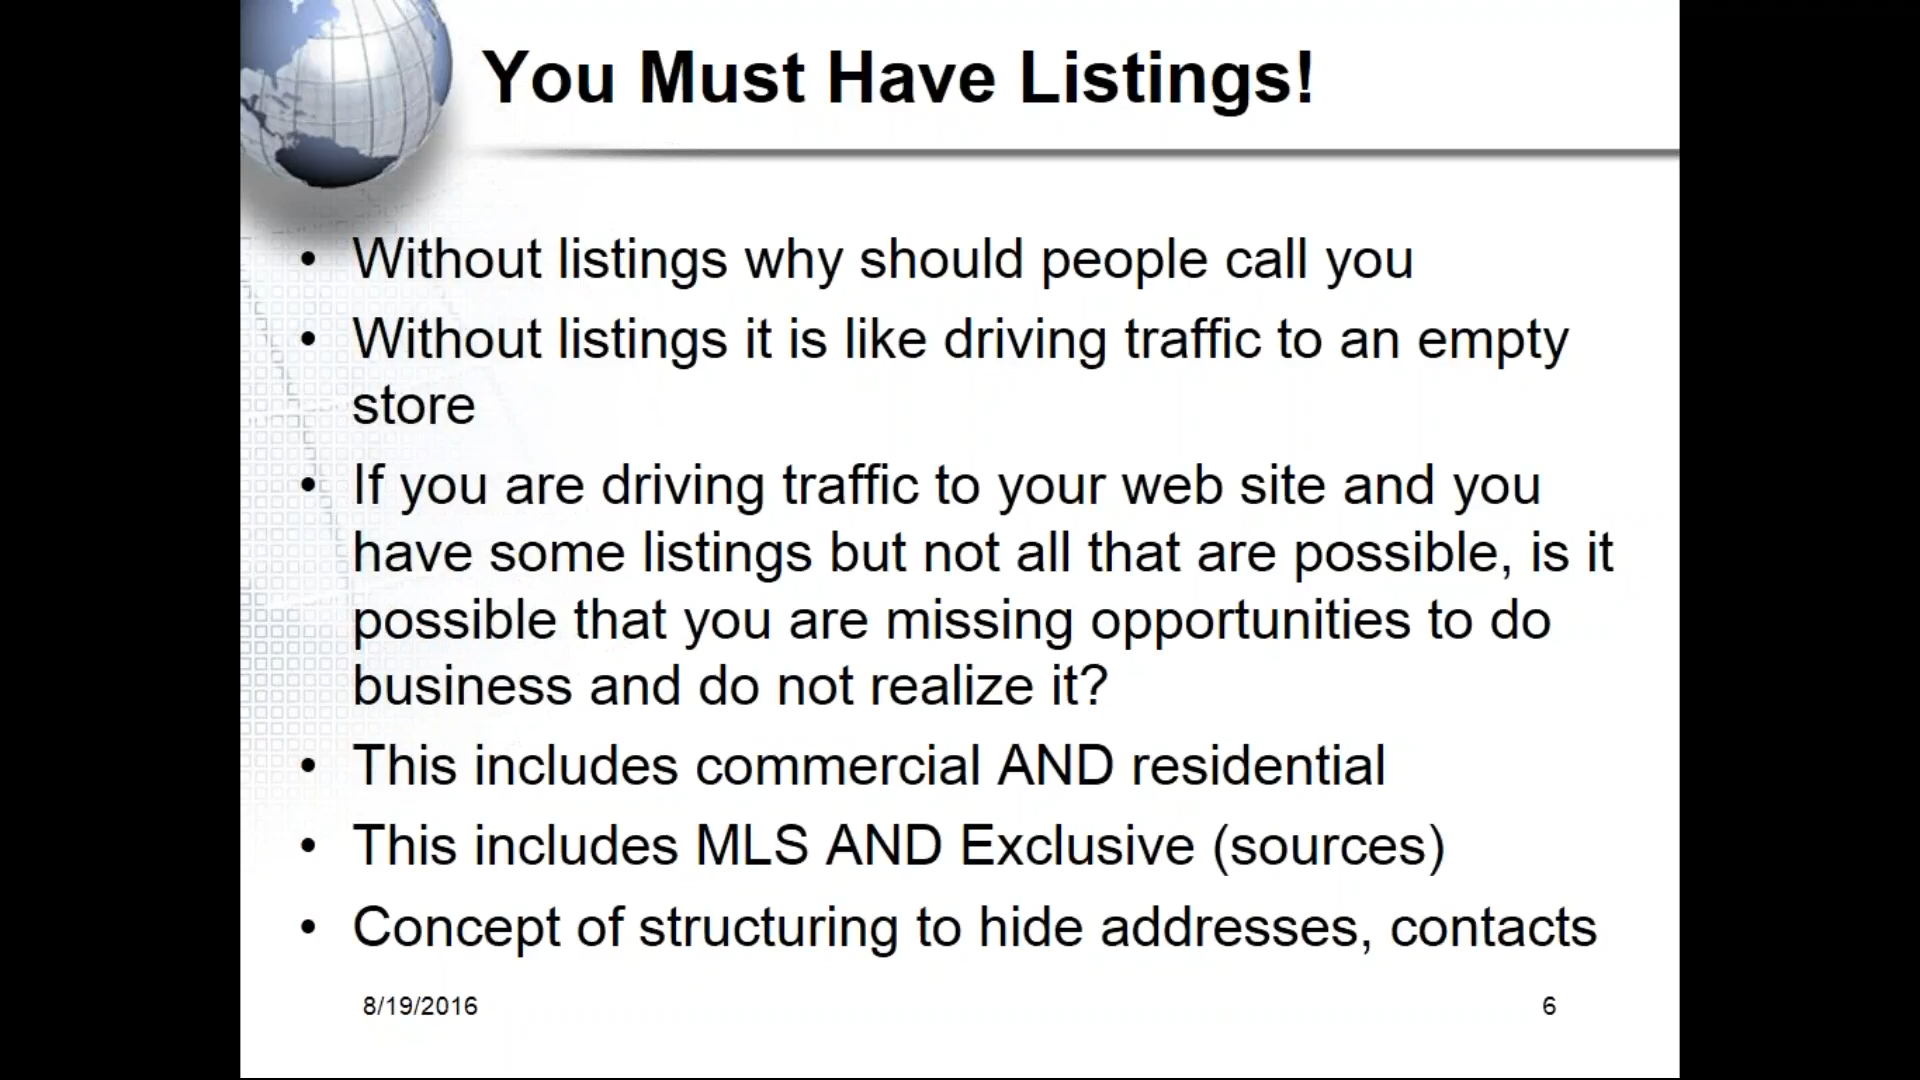 You Must Have Listings!
• Without listings why should people call you
• Without listings it is like driving traffic to an empty
store
• If you are driving traffic to your web site and you
have some listings but not all that are possible, is it
possible that you are missing opportunities to do
business and do not realize it?
• This includes commercial AND residential
• This includes MLS AND Exclusive (sources)
• Concept of structuring to hide addresses, contacts
8/19/2016
6